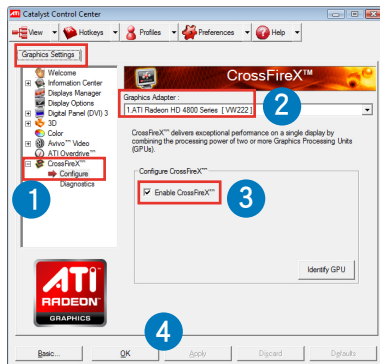 Catalyst Control Center
View Hotkeys Profiles Preferences Help
Graphics Settings
Welcome
Information Center
Displays Manager
Display Options
Digital Panel (DVI) 3
3D
Color
Avivo™ Video
ATI Overdrive™
CrossFireX™
Configure
Diagnostics
1
CrossFireX™
Graphics Adapter :
1.ATI Radeon HD 4800 Series [ VW222 ]
2
CrossFireX™ delivers exceptional performance on a single display by
combining the processing power of two or more Graphics Processing Units
(GPUs).
Configure CrossFireX™
Enable CrossFireX™
3
Identify GPU
ATI
RADEON
GRAPHICS
4
Basic... OK Apply Discard Defaults